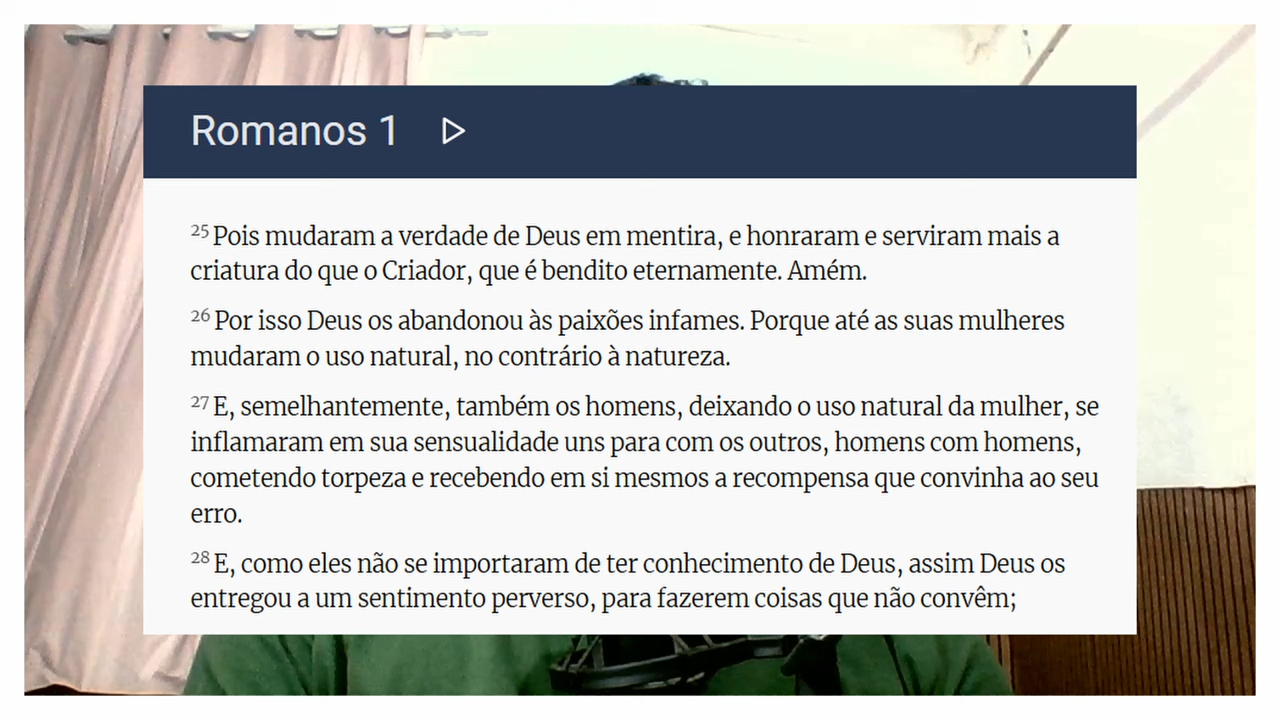 Romanos 1
25 Pois mudaram a verdade de Deus em mentira, e honraram e serviram mais a
criatura do que o Criador, que é bendito eternamente. Amém.
26 Por isso Deus os abandonou às paixões infames. Porque até as suas mulheres
mudaram o uso natural, no contrário à natureza.
27 E, semelhantemente, também os homens, deixando o uso natural da mulher, se
inflamaram em sua sensualidade uns para com os outros, homens com homens,
cometendo torpeza e recebendo em si mesmos a recompensa que convinha ao seu
erro.
28 E, como eles não se importaram de ter conhecimento de Deus, assim Deus os
entregou a um sentimento perverso, para fazerem coisas que não convêm;